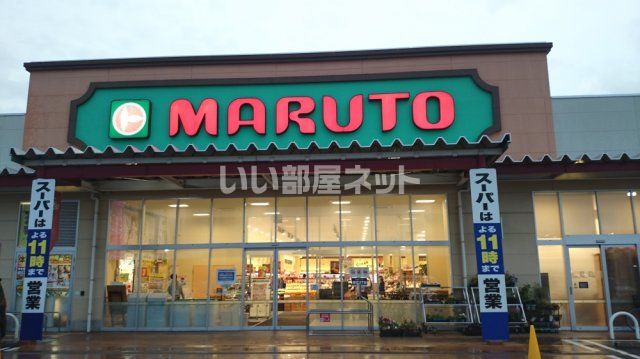 MARUTO
いい部屋ネット
スーパーは
よる
11時まで
営業
スーパーは
よる
11時まで
営業